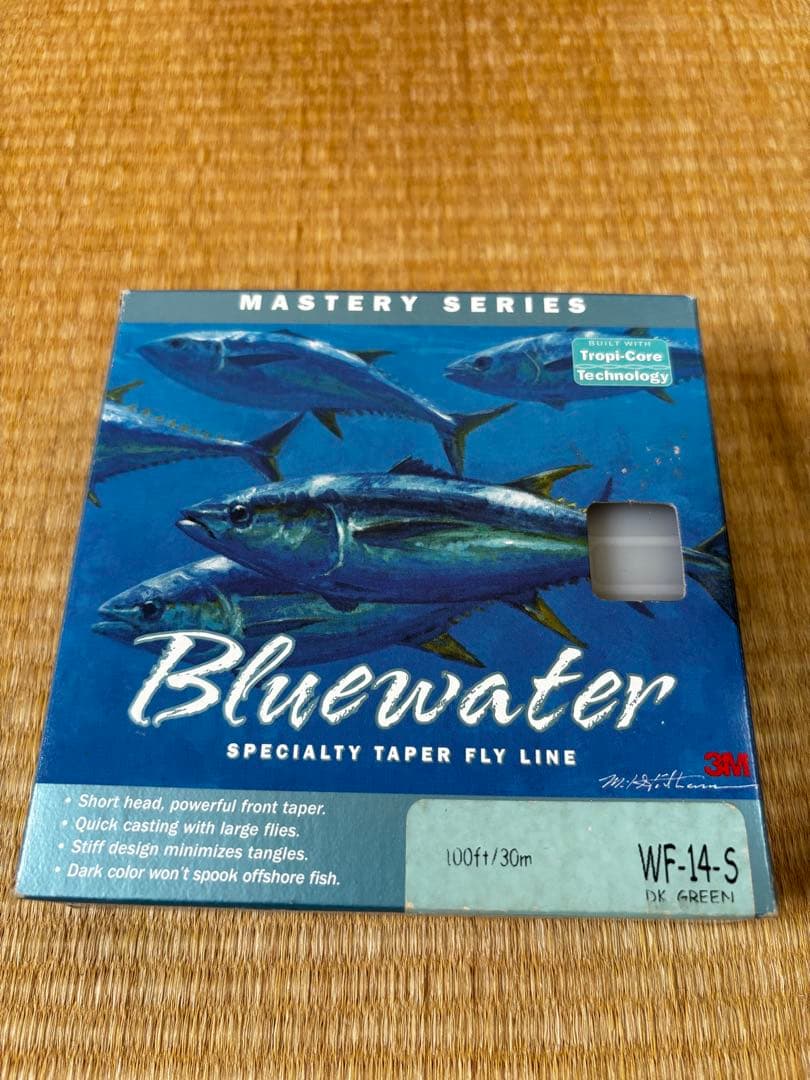 MASTERY SERIES
BUILT WITH
Tropi-Core
Technology
Bluewater
SPECIALTY TAPER FLY LINE
3M
• Short head, powerful front taper.
• Quick casting with large flies.
• Stiff design minimizes tangles.
• Dark color won't spook offshore fish.
100ft/30m
WF-14-S
DK GREEN